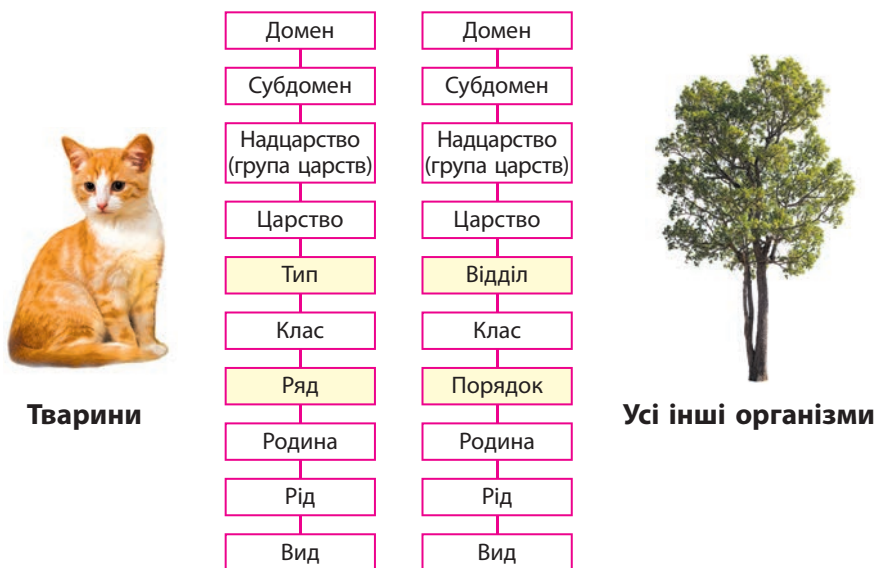 Домен
Субдомен
Надцарство
(група царств)
Царство
Тип
Клас
Ряд
Родина
Рід
Вид
Домен
Субдомен
Надцарство
(група царств)
Царство
Відділ
Клас
Порядок
Родина
Рід
Вид
Тварини
Усі інші організми